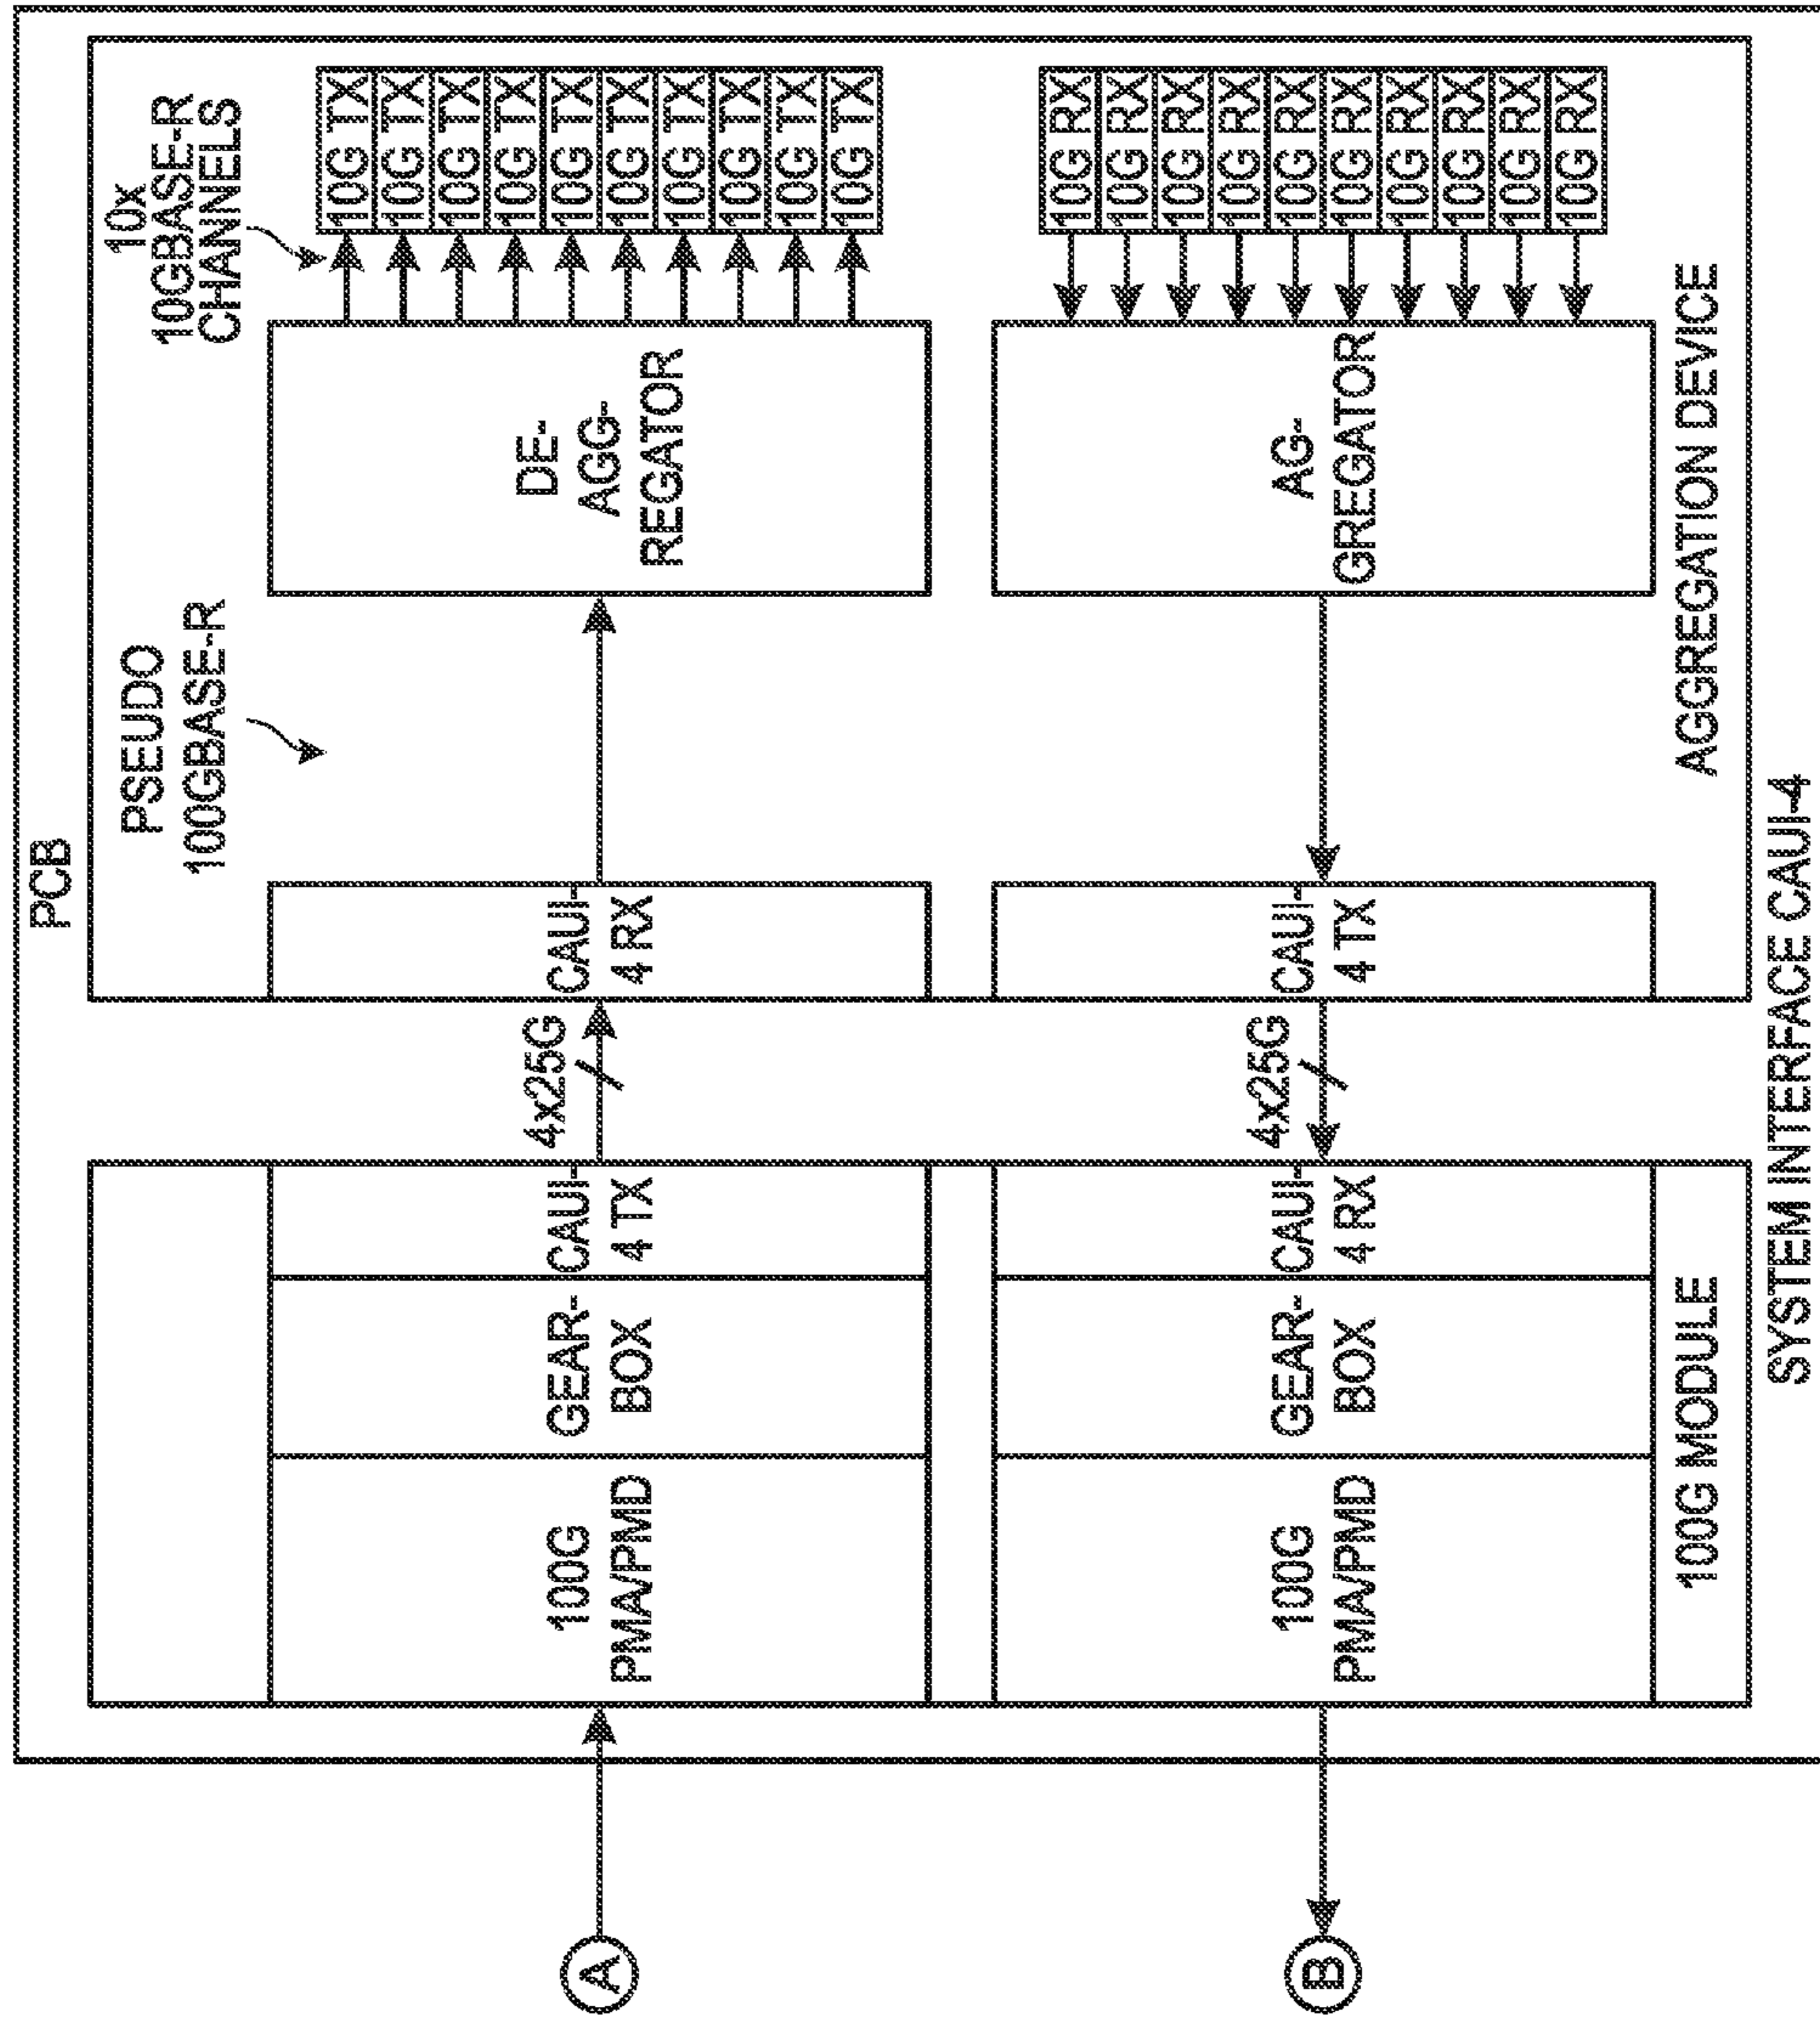 PCB
PSEUDO
100GBASE-R
10x
10GBASE-R
CHANNELS
A
100G
PMA/PMD
GEAR-
BOX
CAUI-
4 TX
4x25G
CAUI-
4 RX
DE-
AGG-
REGATOR
10G TX
10G TX
10G TX
10G TX
10G TX
10G TX
10G TX
10G TX
10G TX
10G TX
B
100G
PMA/PMD
GEAR-
BOX
CAUI-
4 RX
4x25G
CAUI-
4 TX
AG-
GREGATOR
10G RX
10G RX
10G RX
10G RX
10G RX
10G RX
10G RX
10G RX
10G RX
10G RX
100G MODULE
AGGREGATION DEVICE
SYSTEM INTERFACE CAUI-4